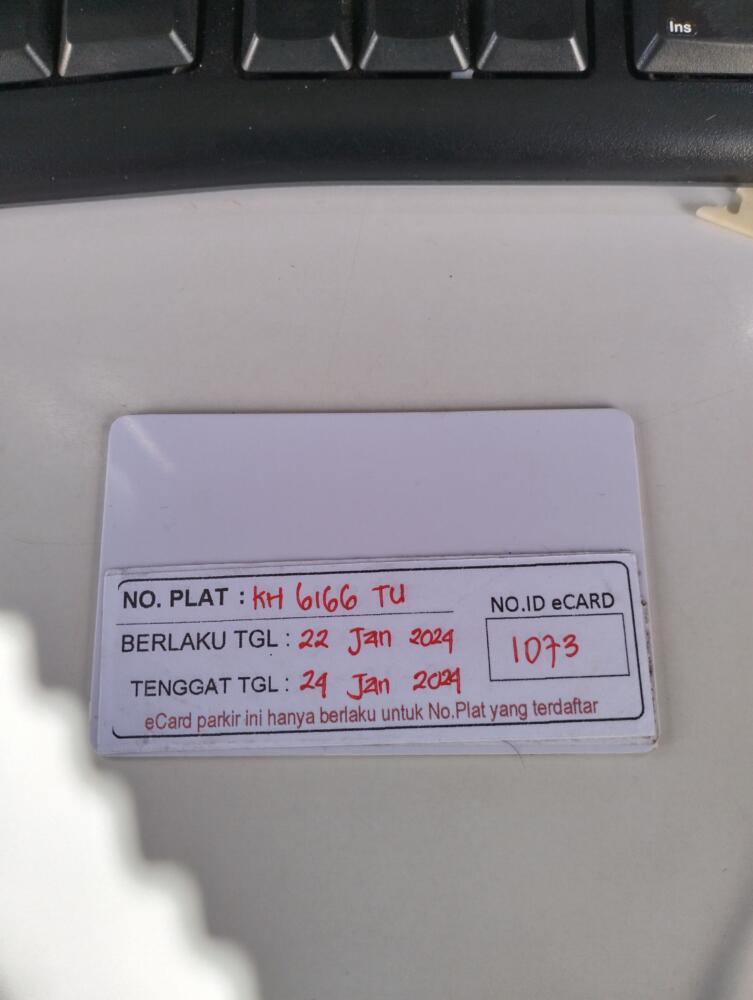 Ins
NO. PLAT : KH 6166 TU
NO.ID eCARD
1073
BERLAKU TGL : 22 Jan 2024
TENGGAT TGL : 24 Jan 2024
eCard parkir ini hanya berlaku untuk No.Plat yang terdaftar